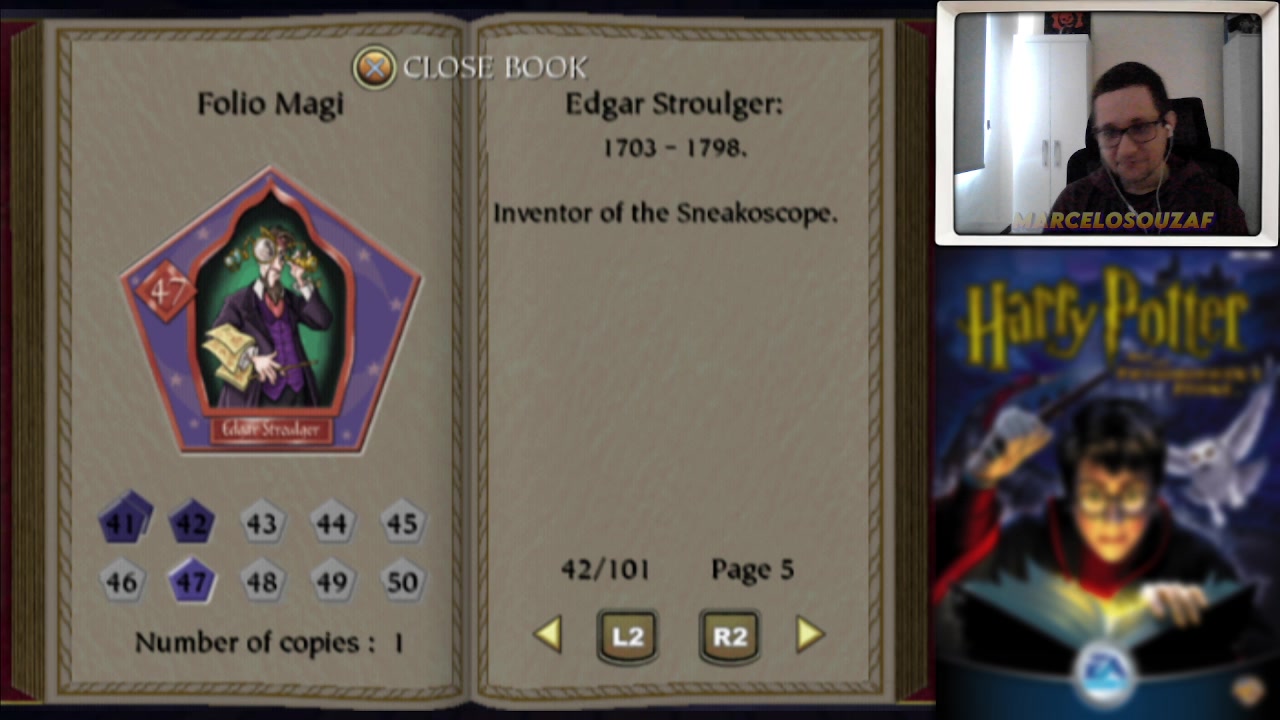 CLOSE BOOK
Folio Magi
47
Edgar Stroulger
41 42 43 44 45
46 47 48 49 50
Number of copies : 1
Edgar Stroulger:
1703 - 1798.
Inventor of the Sneakoscope.
42/101 Page 5
L2 R2
MARCELOSOUZAF
Harry Potter
EA